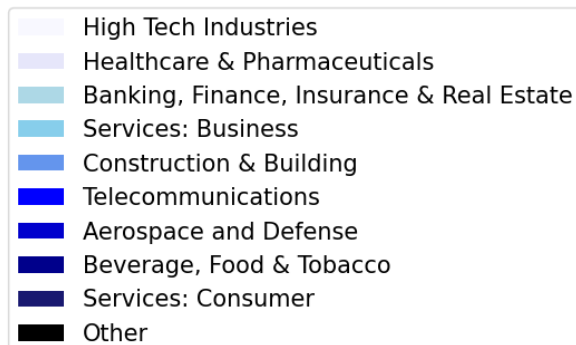 High Tech Industries
Healthcare & Pharmaceuticals
Banking, Finance, Insurance & Real Estate
Services: Business
Construction & Building
Telecommunications
Aerospace and Defense
Beverage, Food & Tobacco
Services: Consumer
Other